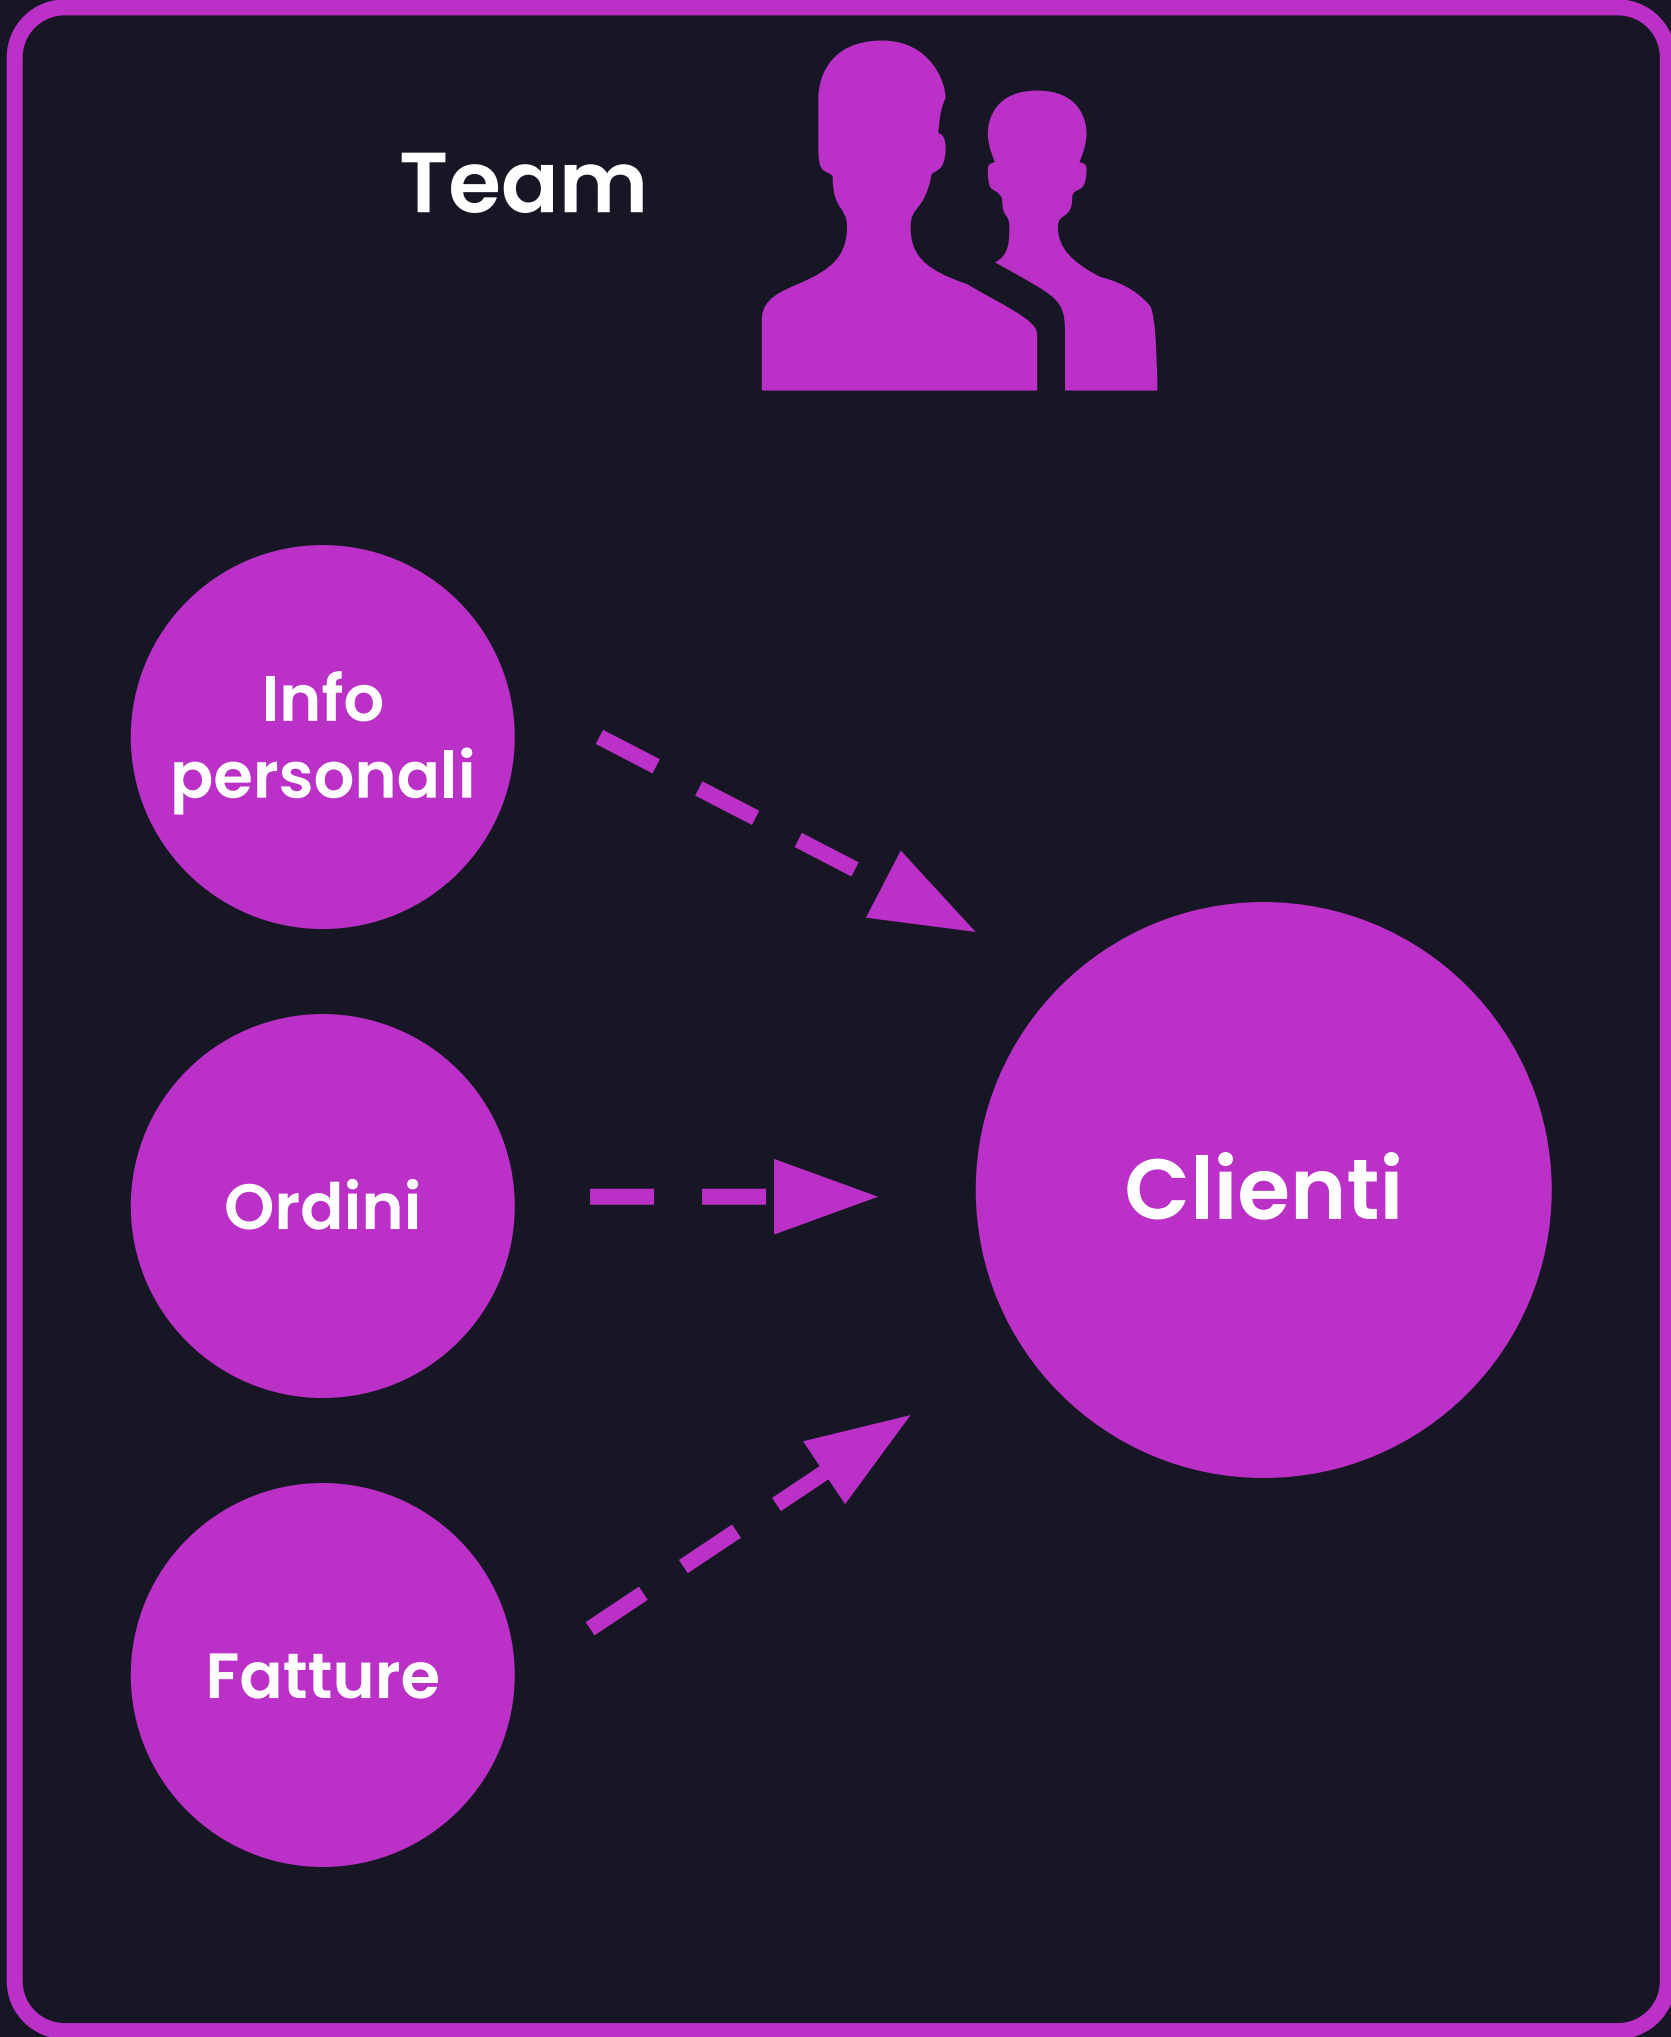 Team
Info
personali
Ordini
Clienti
Fatture